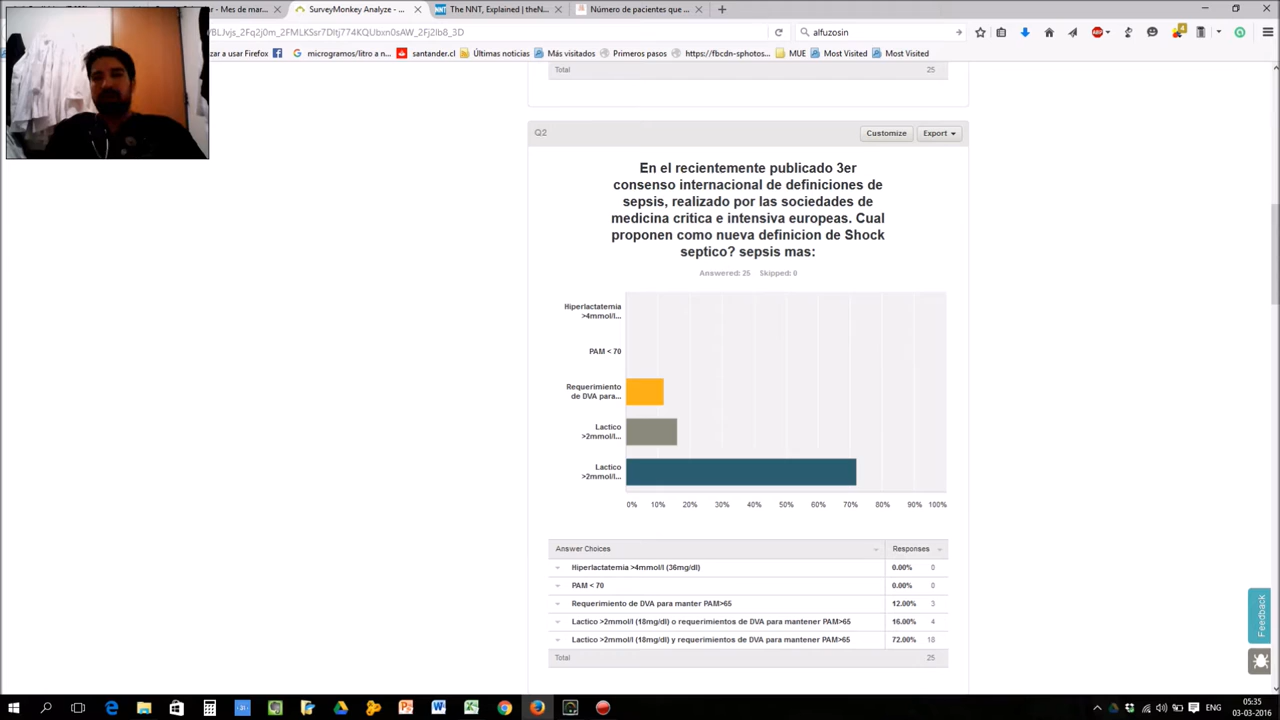 - Mes de mar...
SurveyMonkey Analyze - ...
The NNT, Explained | theN...
Número de pacientes que ...
/BLJvjs_2Fq2j0m_2FMLKSsr7DItj774KQUbxn0sAW_2Fj2Ib8_3D
alfuzosin
zar a usar Firefox
microgramos/litro a n...
santander.cl
Últimas noticias
Más visitados
Primeros pasos
https://fbcdn-sphotos...
MUE
Most Visited
Most Visited
Total 25
Q2
Customize
Export
En el recientemente publicado 3er
consenso internacional de definiciones de
sepsis, realizado por las sociedades de
medicina critica e intensiva europeas. Cual
proponen como nueva definicion de Shock
septico? sepsis mas:
Answered: 25 Skipped: 0
Hiperlactatemia
>4mmol/l...
PAM < 70
Requerimiento
de DVA para...
Lactico
>2mmol/l...
Lactico
>2mmol/l...
0% 10% 20% 30% 40% 50% 60% 70% 80% 90% 100%
Answer Choices Responses
Hiperlactatemia >4mmol/l (36mg/dl) 0.00% 0
PAM < 70 0.00% 0
Requerimiento de DVA para manter PAM>65 12.00% 3
Lactico >2mmol/l (18mg/dl) o requerimientos de DVA para mantener PAM>65 16.00% 4
Lactico >2mmol/l (18mg/dl) y requerimientos de DVA para mantener PAM>65 72.00% 18
Total 25
Feedback
ENG
05:35
03-03-2016